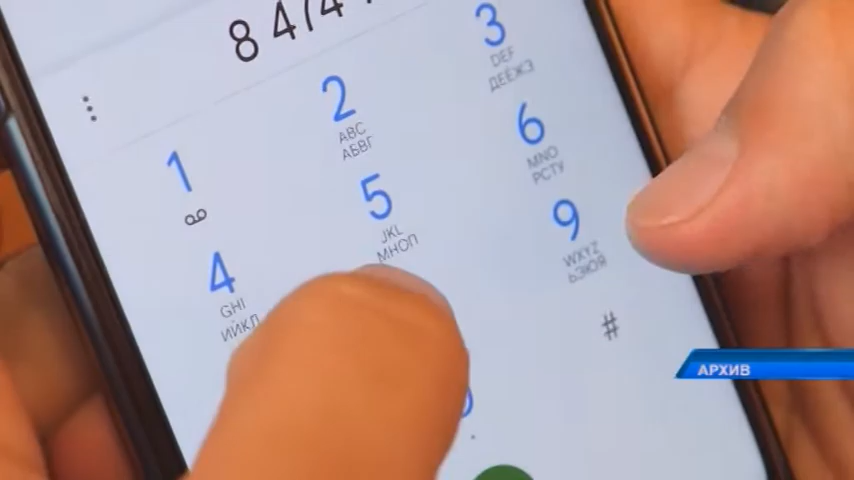 8 474
1
2
ABC
АБВГ
3
DEF
ДЕЁЖЗ
4
GHI
ИЙКЛ
5
JKL
МНОП
6
MNO
РСТУ
9
WXYZ
ЬЭЮЯ
#
АРХИВ